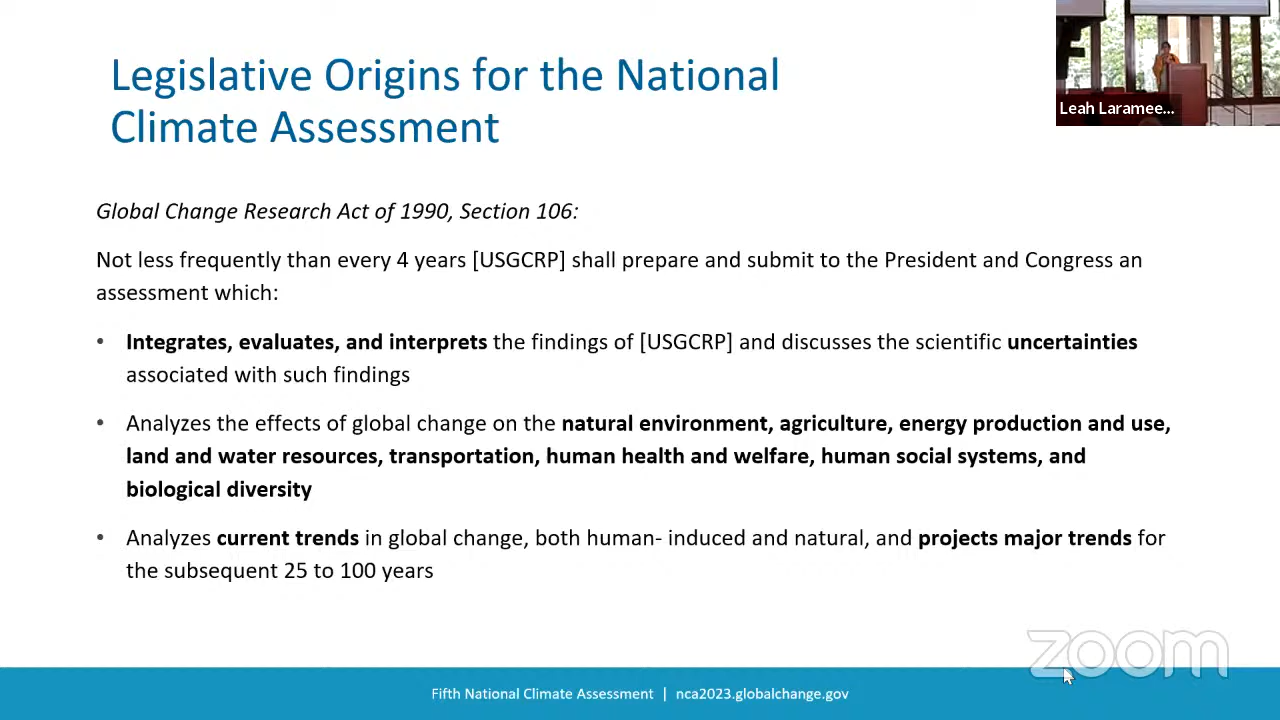 Legislative Origins for the National
Climate Assessment
Leah Laramee...
Global Change Research Act of 1990, Section 106:
Not less frequently than every 4 years [USGCRP] shall prepare and submit to the President and Congress an
assessment which:
• Integrates, evaluates, and interprets the findings of [USGCRP] and discusses the scientific uncertainties
associated with such findings
• Analyzes the effects of global change on the natural environment, agriculture, energy production and use,
land and water resources, transportation, human health and welfare, human social systems, and
biological diversity
• Analyzes current trends in global change, both human- induced and natural, and projects major trends for
the subsequent 25 to 100 years
zoom
Fifth National Climate Assessment | nca2023.globalchange.gov